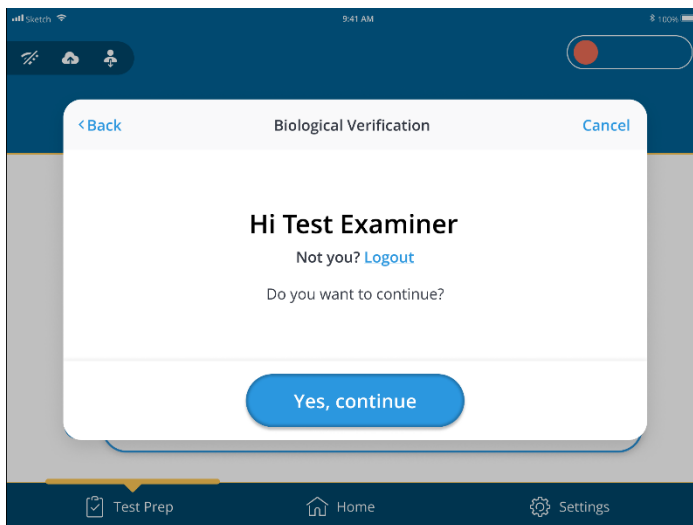 Sketch 9:41 AM 100%
Back Biological Verification Cancel
Hi Test Examiner
Not you? Logout
Do you want to continue?
Yes, continue
Test Prep Home Settings